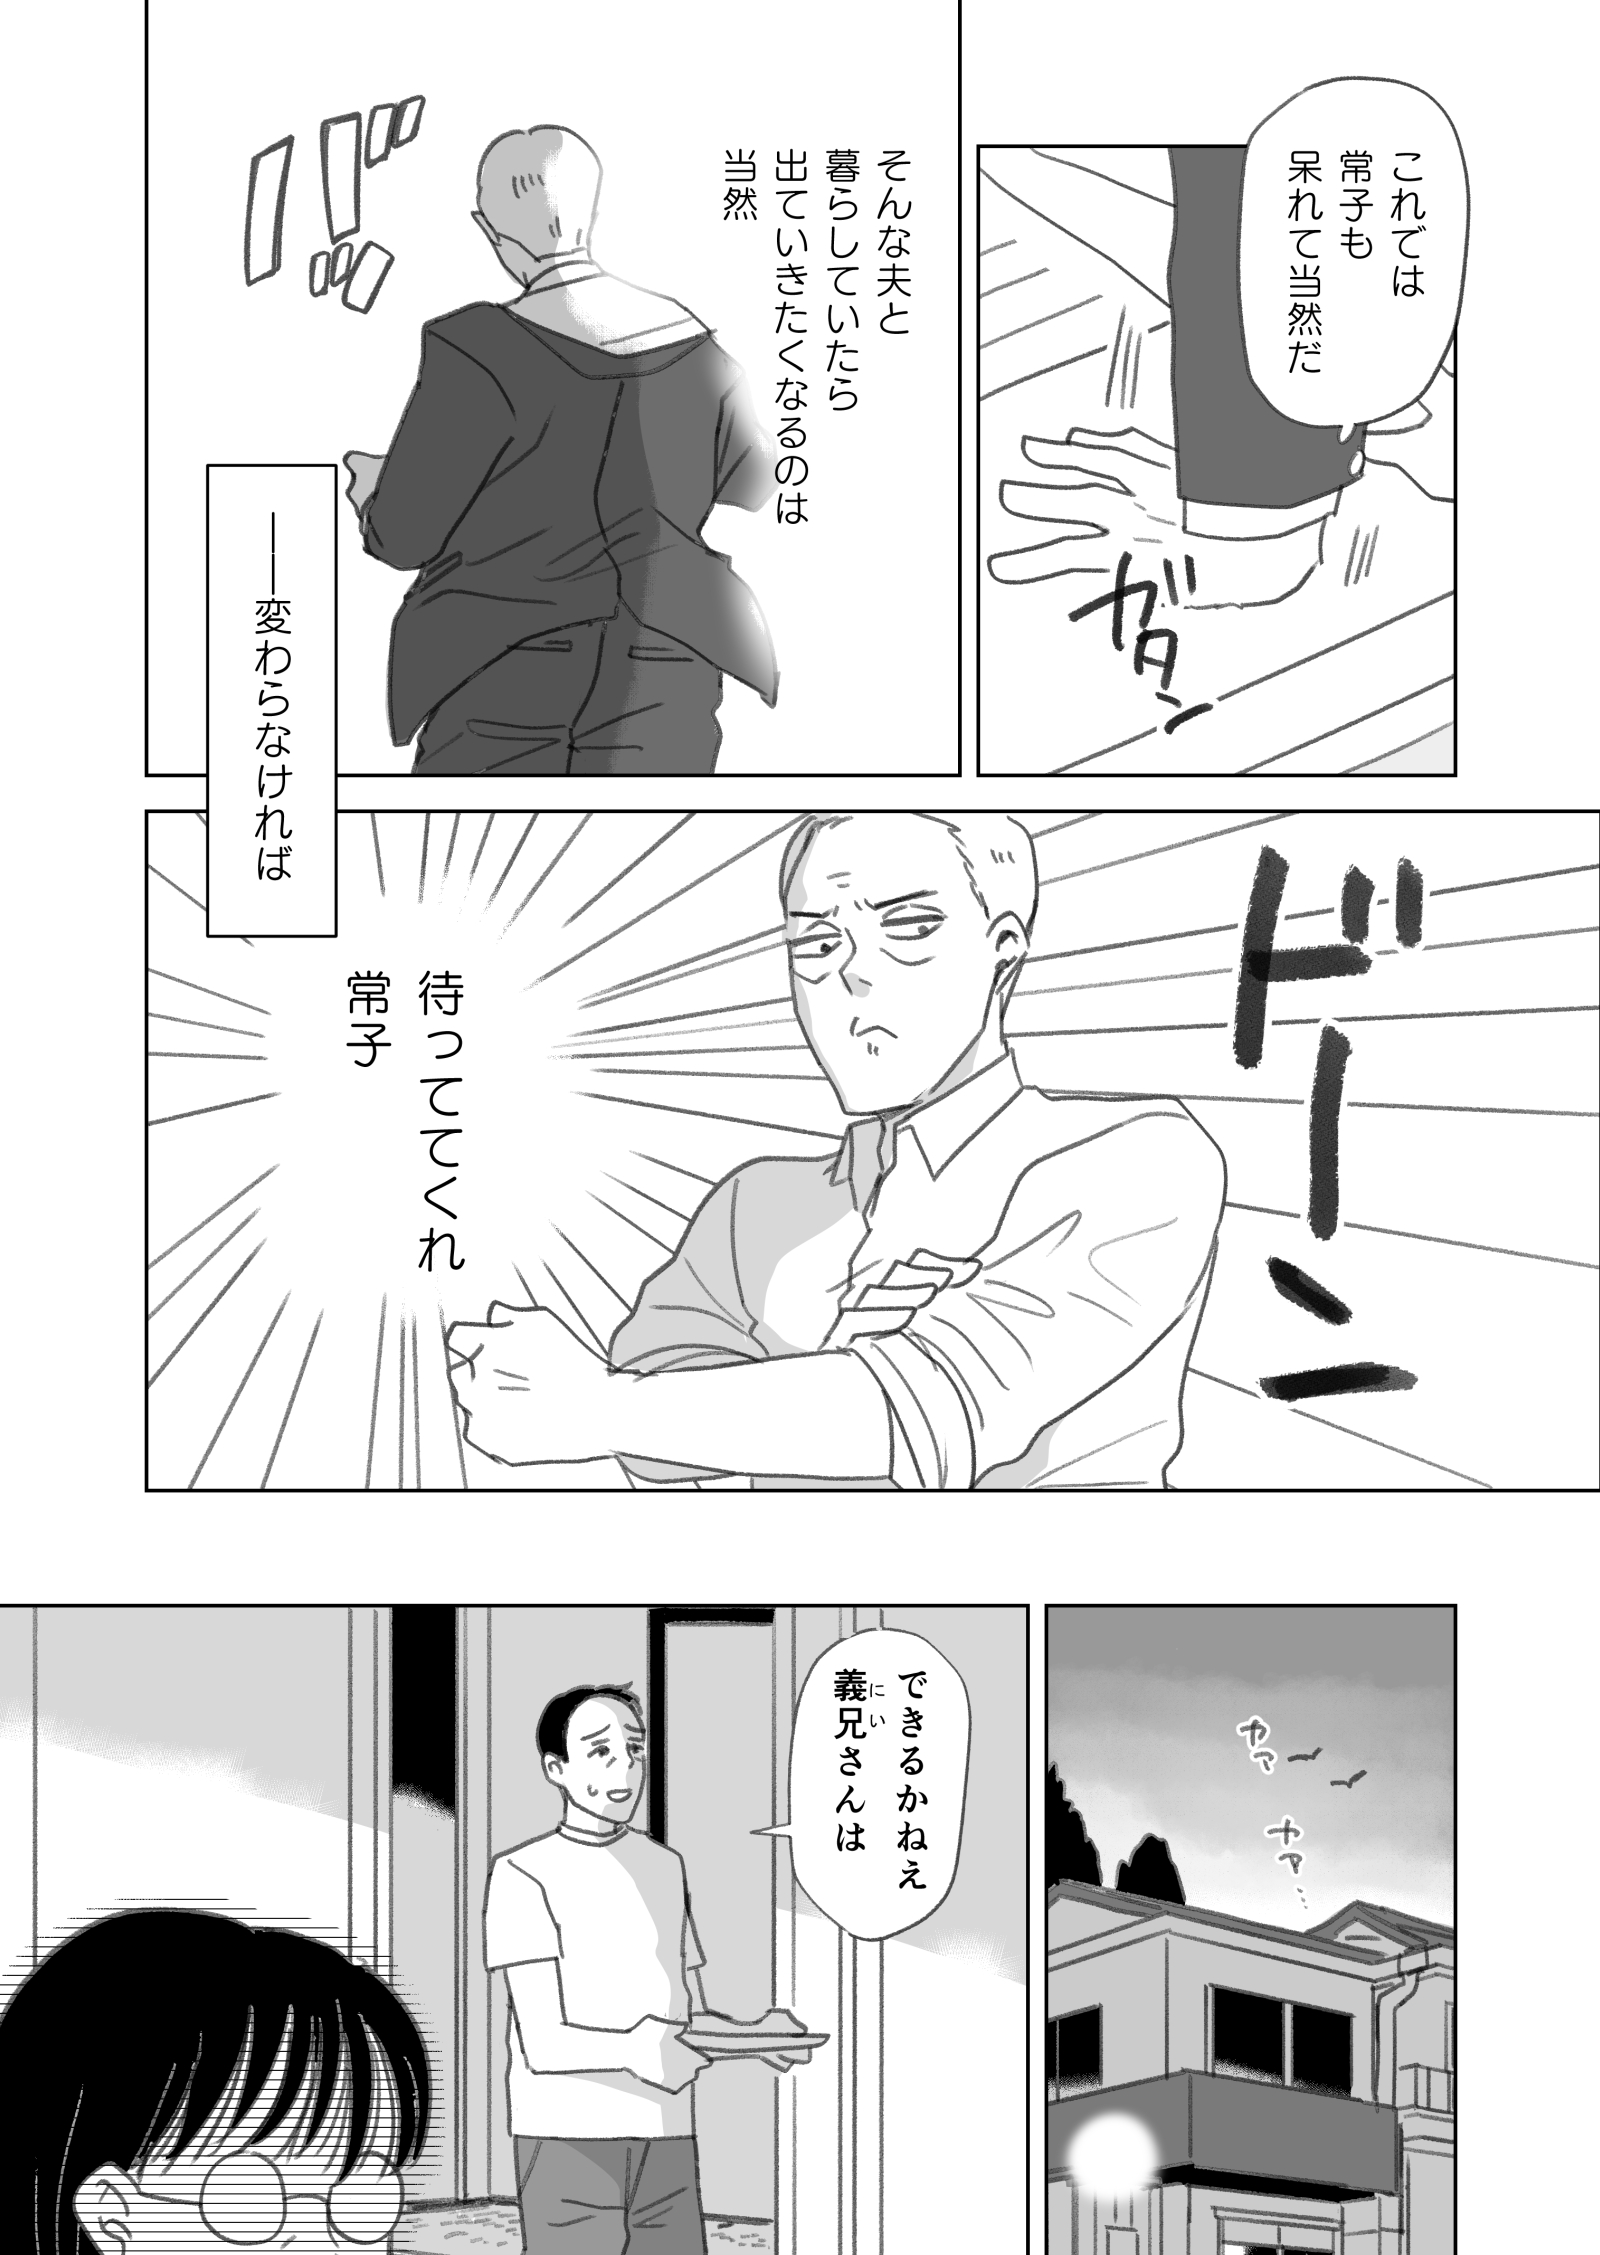 これでは
常子も
呆れて当然だ
ガタン
そんな夫と
暮らしていたら
出ていきたくなるのは
当然
バッ
――変わらなければ
ドーン
待っててくれ
常子
カァ
カァ…
できるかねえ
義兄さんは
にい